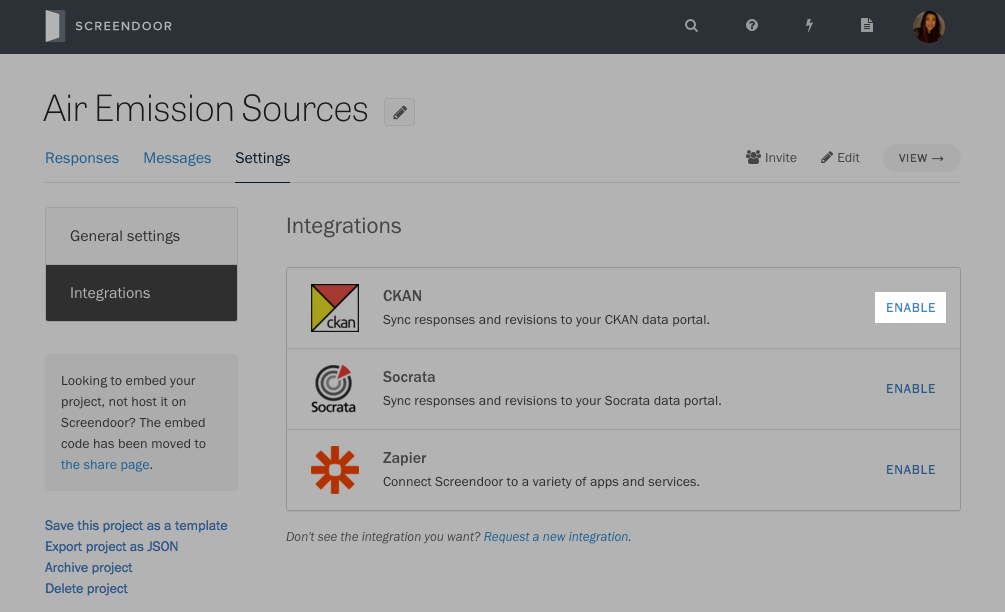 SCREENDOOR
Air Emission Sources
Responses Messages Settings
Invite Edit VIEW →
General settings
Integrations
Looking to embed your
project, not host it on
Screendoor? The embed
code has been moved to
the share page.
Save this project as a template
Export project as JSON
Archive project
Delete project
Integrations
ckan
CKAN
Sync responses and revisions to your CKAN data portal.
ENABLE
Socrata
Socrata
Sync responses and revisions to your Socrata data portal.
ENABLE
Zapier
Connect Screendoor to a variety of apps and services.
ENABLE
Don't see the integration you want? Request a new integration.